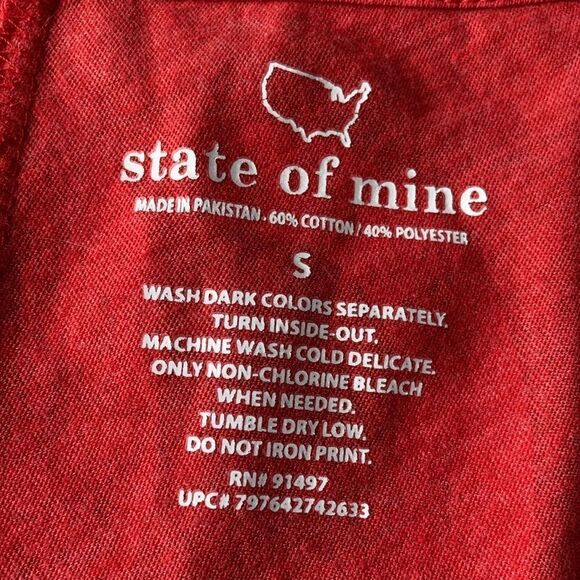 state of mine
MADE IN PAKISTAN. 60% COTTON / 40% POLYESTER
S
WASH DARK COLORS SEPARATELY.
TURN INSIDE-OUT.
MACHINE WASH COLD DELICATE.
ONLY NON-CHLORINE BLEACH
WHEN NEEDED.
TUMBLE DRY LOW.
DO NOT IRON PRINT.
RN# 91497
UPC# 797642742633